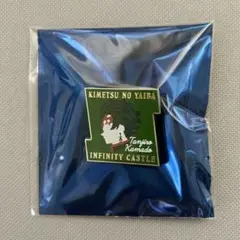 KIMETSU NO YAIBA
Tanjiro
Kamado
INFINITY CASTLE